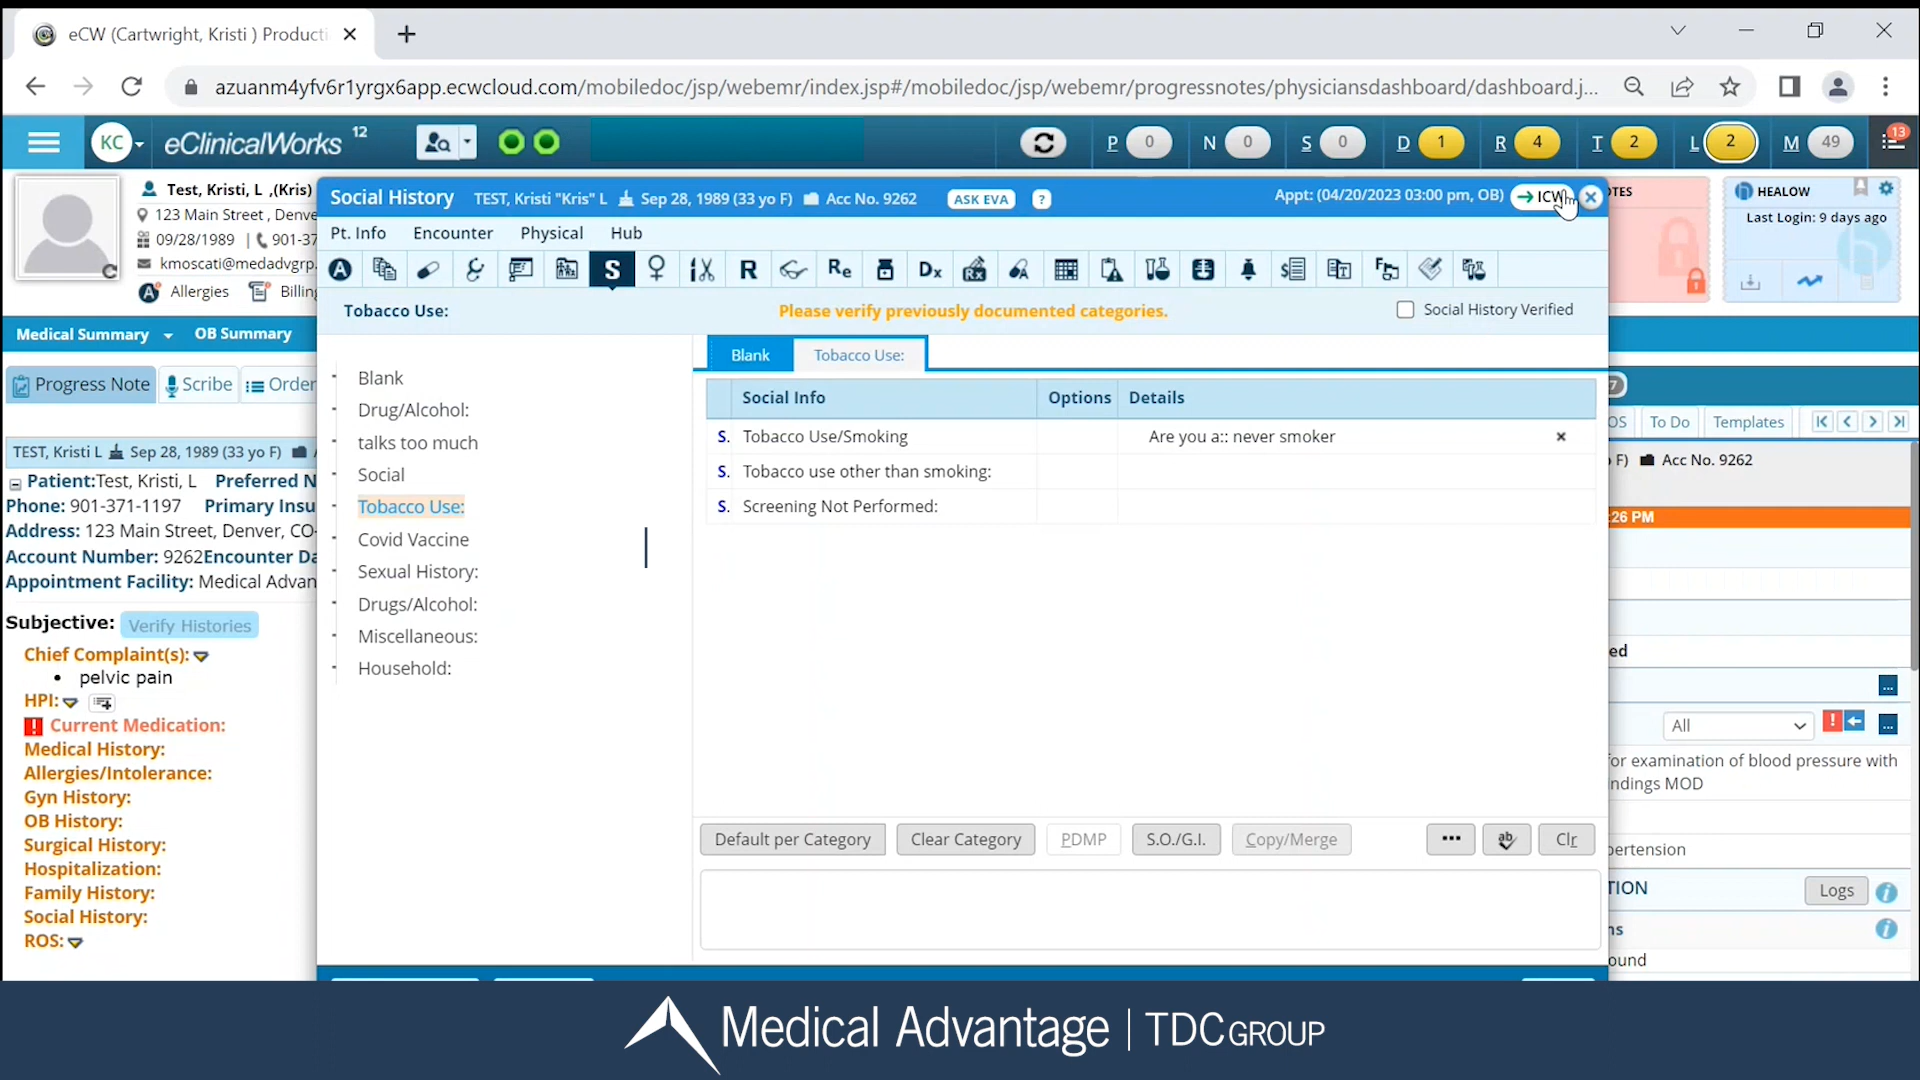 eCW (Cartwright, Kristi ) Producti
azuanm4yfv6r1yrgx6app.ecwcloud.com/mobiledoc/jsp/webemr/index.jsp#/mobiledoc/jsp/webemr/progressnotes/physiciansdashboard/dashboard.j...
KC eClinicalWorks 12 P 0 N 0 S 0 D 1 R 4 T 2 L 2 M 49 13
Test, Kristi, L ,(Kris)
123 Main Street , Denve
09/28/1989 901-37
kmoscati@medadvgrp.
Allergies Billin
Social History TEST, Kristi "Kris" L Sep 28, 1989 (33 yo F) Acc No. 9262 ASK EVA ? Appt: (04/20/2023 03:00 pm, OB) ICW
OTES
HEALOW
Last Login: 9 days ago
Pt. Info Encounter Physical Hub
A S R Re Dx
Tobacco Use: Please verify previously documented categories. Social History Verified
Medical Summary OB Summary
Progress Note Scribe Order
7
OS To Do Templates
TEST, Kristi L Sep 28, 1989 (33 yo F)
o F) Acc No. 9262
Patient:Test, Kristi, L Preferred N
Phone: 901-371-1197 Primary Insu
Address: 123 Main Street, Denver, CO-
Account Number: 9262Encounter Da
Appointment Facility: Medical Advan
:26 PM
Blank
Drug/Alcohol:
talks too much
Social
Tobacco Use:
Covid Vaccine
Sexual History:
Drugs/Alcohol:
Miscellaneous:
Household:
Blank Tobacco Use:
Social Info Options Details
S. Tobacco Use/Smoking Are you a:: never smoker
S. Tobacco use other than smoking:
S. Screening Not Performed:
Subjective: Verify Histories
Chief Complaint(s):
• pelvic pain
HPI:
Current Medication:
Medical History:
Allergies/Intolerance:
Gyn History:
OB History:
Surgical History:
Hospitalization:
Family History:
Social History:
ROS:
Default per Category Clear Category PDMP S.O./G.I. Copy/Merge ... ab Clr
ed
All
or examination of blood pressure with
ndings MOD
pertension
TION Logs
ns
ound
Medical Advantage | TDCGROUP